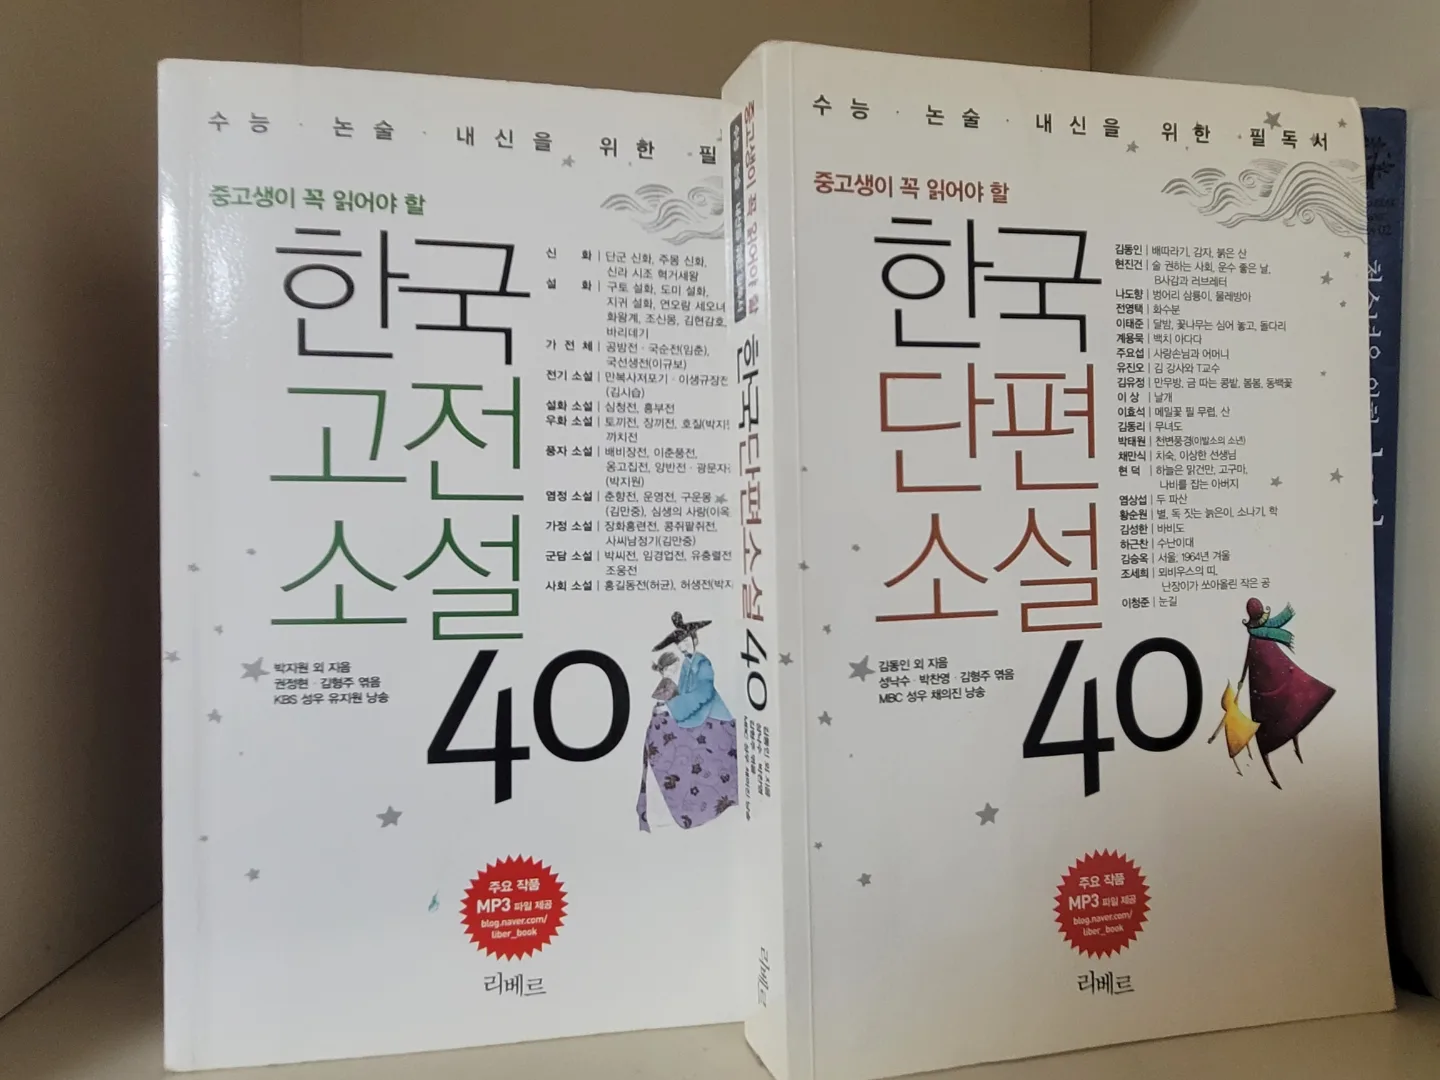 수능 · 논술 · 내신을 위한 필
중고생이 꼭 읽어야 할
한국
고전
소설
40
신화 | 단군 신화, 주몽 신화,
신라 시조 혁거세왕
설화 | 구토 설화, 도미 설화,
지귀 설화, 연오랑 세오녀
화왕계, 조신몽, 김현감호,
바리데기
가전체 | 공방전 · 국순전(임춘),
국선생전(이규보)
전기 소설 | 만복사저포기 · 이생규장전
(김시습)
설화 소설 | 심청전, 흥부전
우화 소설 | 토끼전, 장끼전, 호질(박지
까치전
풍자 소설 | 배비장전, 이춘풍전,
옹고집전, 양반전 · 광문자
(박지원)
염정 소설 | 춘향전, 운영전, 구운몽
(김만중), 심생의 사랑(이옥
가정 소설 | 장화홍련전, 콩쥐팥쥐전,
사씨남정기(김만중)
군담 소설 | 박씨전, 임경업전, 유충렬전
조웅전
사회 소설 | 홍길동전(허균), 허생전(박지
박지원 외 지음
권정현 · 김형주 엮음
KBS 성우 유지원 낭송
주요 작품
MP3 파일 제공
blog.naver.com/
liber_book
리베르
중고생이 꼭 읽어야 할
한국단편소설 40
리베르
수능 · 논술 · 내신을 위한 필독서
중고생이 꼭 읽어야 할
한국
단편
소설
40
김동인 | 배따라기, 감자, 붉은 산
현진건 | 술 권하는 사회, 운수 좋은 날,
B사감과 러브레터
나도향 | 벙어리 삼룡이, 물레방아
전영택 | 화수분
이태준 | 달밤, 꽃나무는 심어 놓고, 돌다리
계용묵 | 백치 아다다
주요섭 | 사랑손님과 어머니
유진오 | 김 강사와 T교수
김유정 | 만무방, 금 따는 콩밭, 봄봄, 동백꽃
이상 | 날개
이효석 | 메밀꽃 필 무렵, 산
김동리 | 무녀도
박태원 | 천변풍경(이발소의 소년)
채만식 | 치숙, 이상한 선생님
현덕 | 하늘은 맑건만, 고구마,
나비를 잡는 아버지
염상섭 | 두 파산
황순원 | 별, 독 짓는 늙은이, 소나기, 학
김성한 | 바비도
하근찬 | 수난이대
김승옥 | 서울, 1964년 겨울
조세희 | 뫼비우스의 띠,
난장이가 쏘아올린 작은 공
이청준 | 눈길
김동인 외 지음
성낙수 · 박찬영 · 김형주 엮음
MBC 성우 채의진 낭송
주요 작품
MP3 파일 제공
blog.naver.com/
liber_book
리베르